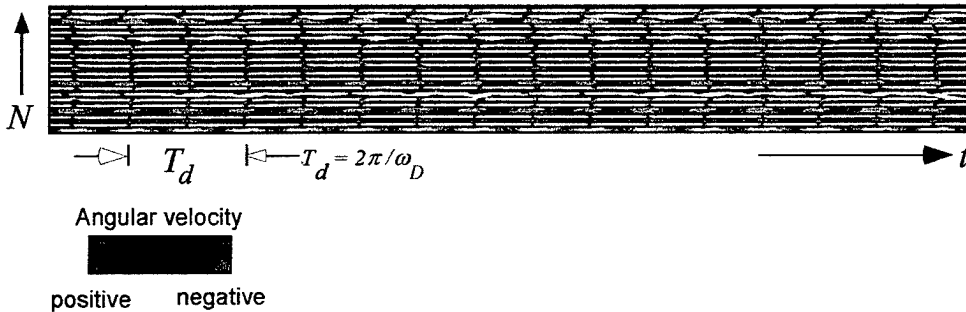 N
T_d
T_d = 2π/ω_D
t
Angular velocity
positive negative